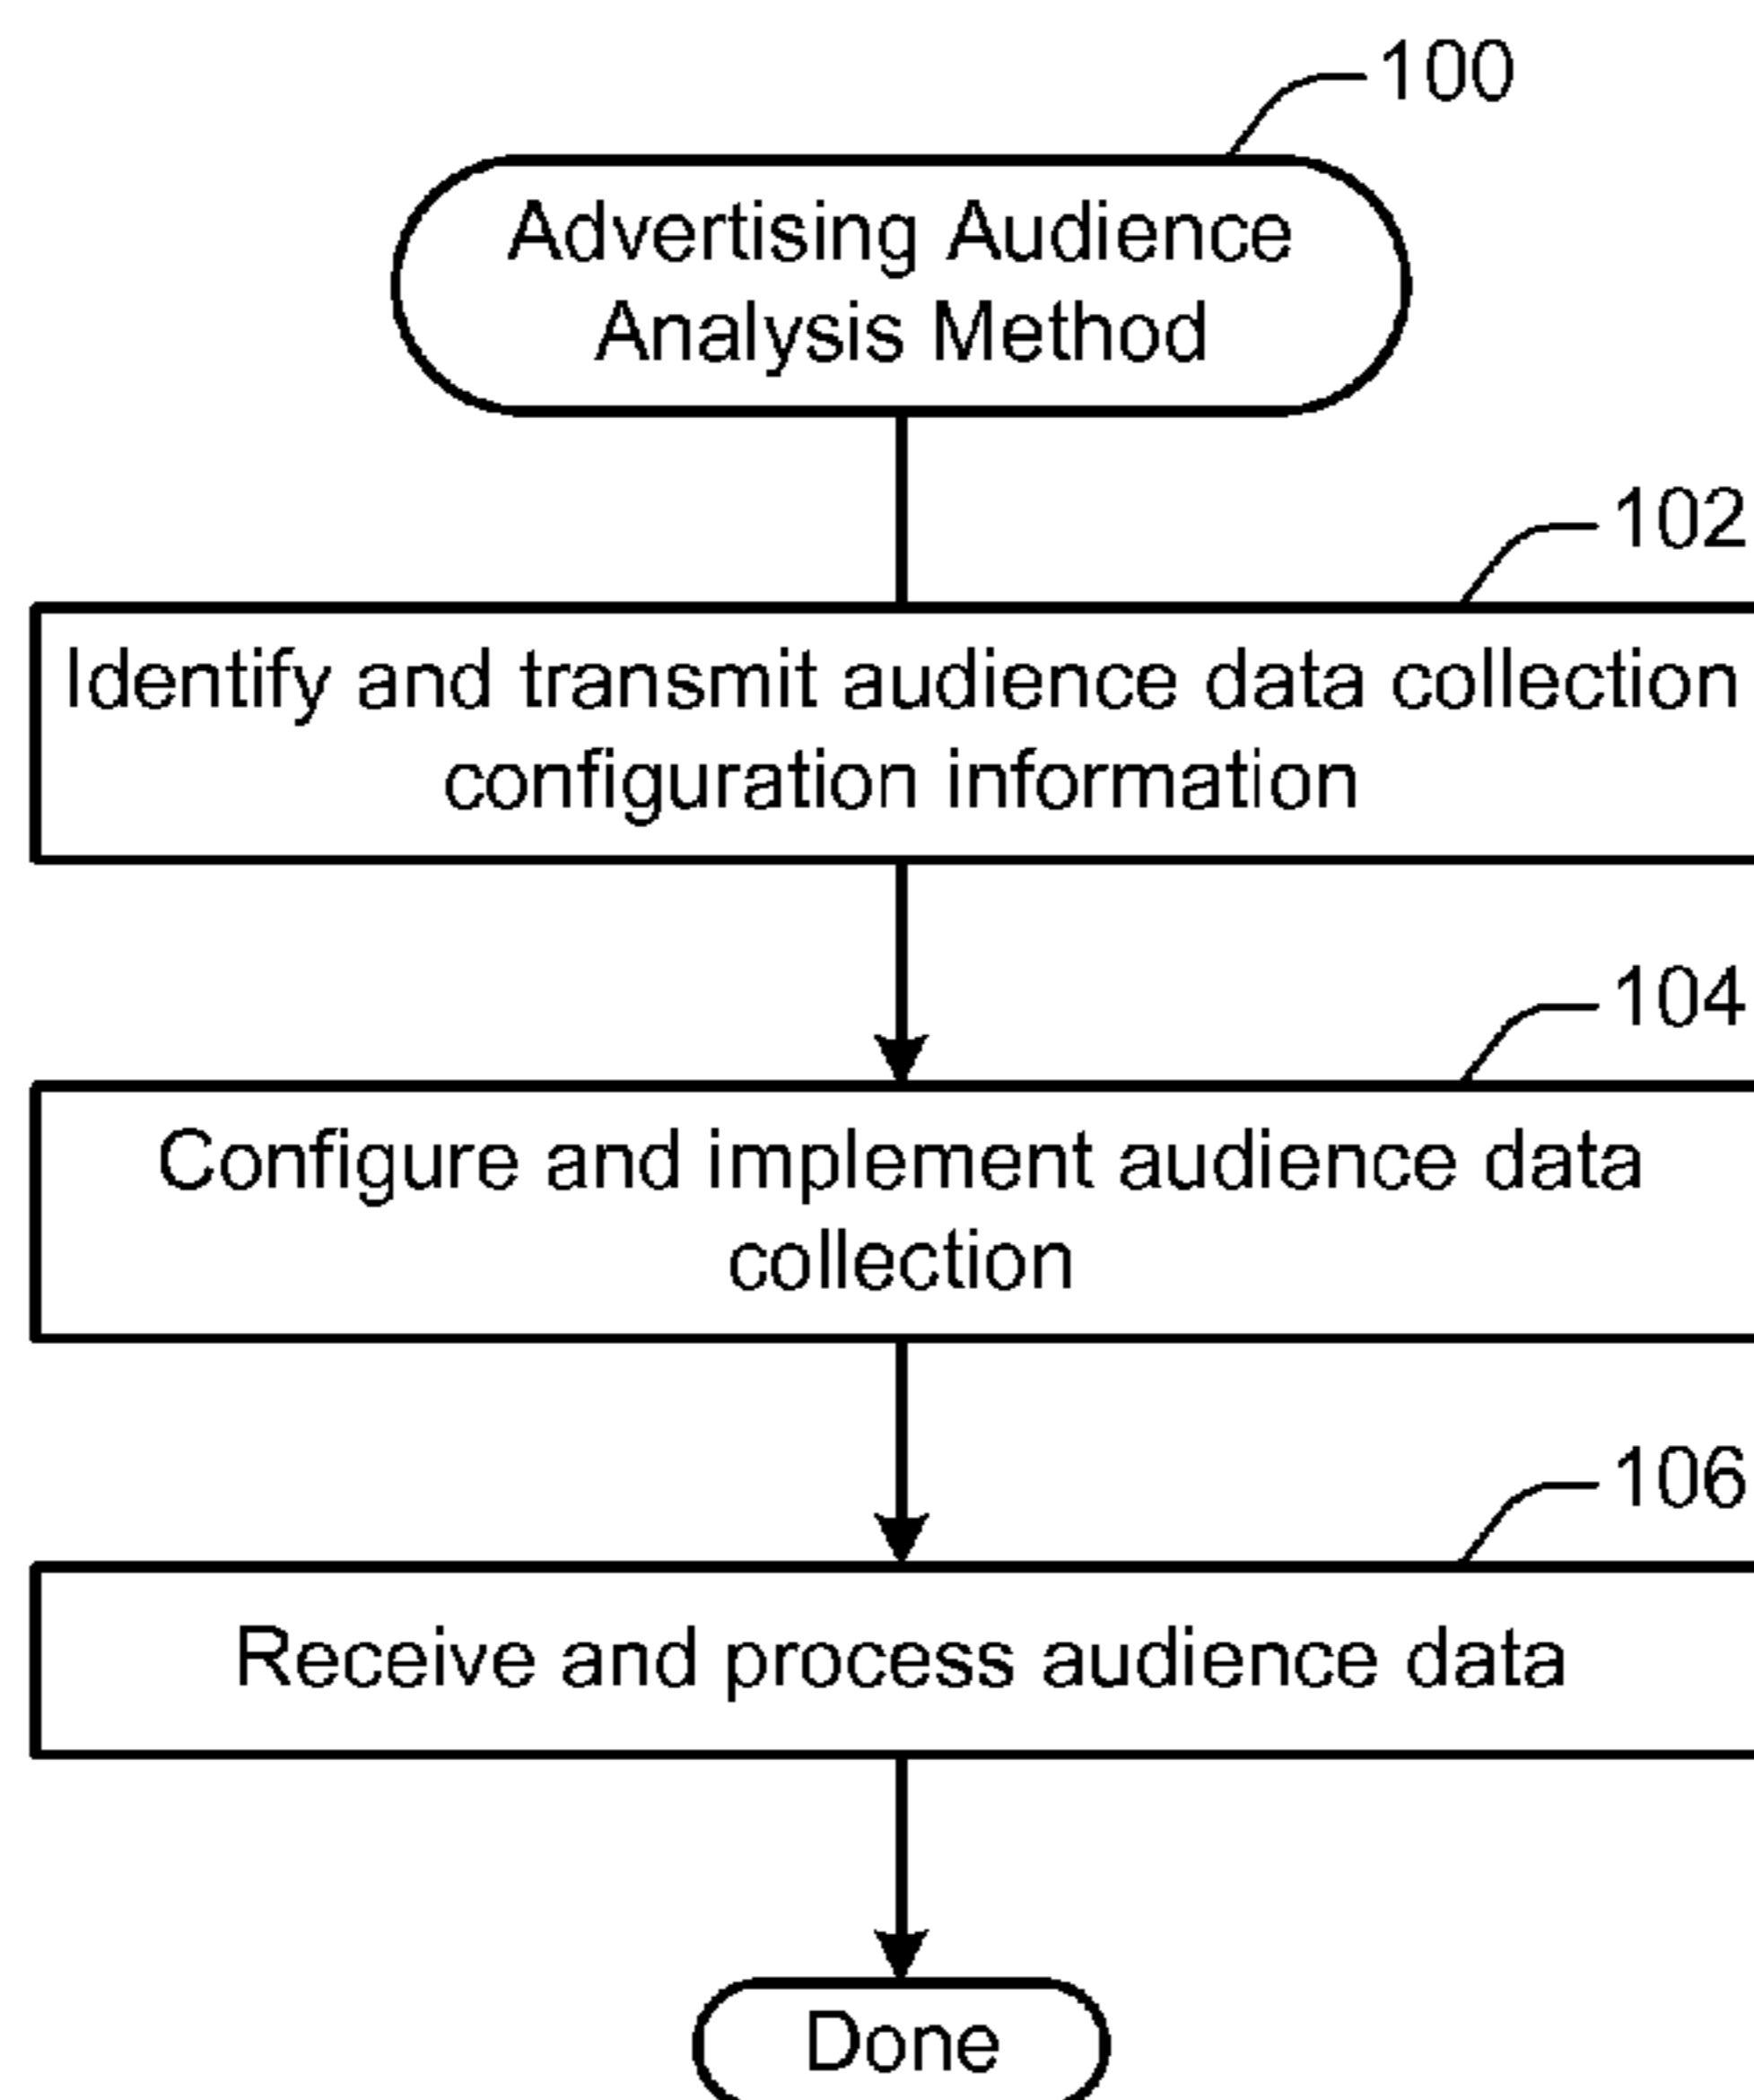 100
Advertising Audience
Analysis Method
102
Identify and transmit audience data collection
configuration information
104
Configure and implement audience data
collection
106
Receive and process audience data
Done